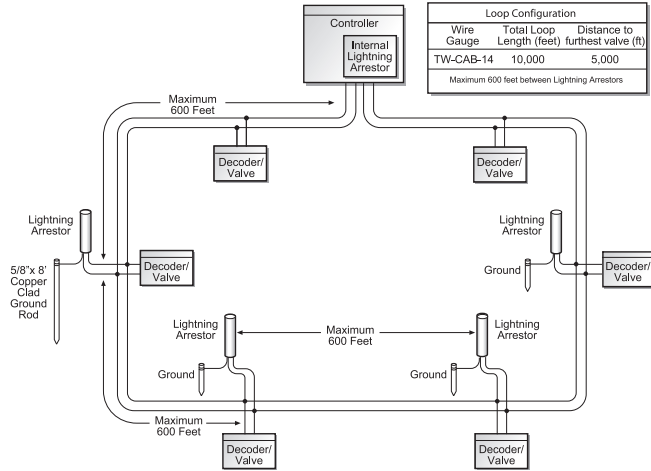 Controller
Internal
Lightning
Arrestor
Loop Configuration
Wire Gauge
Total Loop Length (feet)
Distance to furthest valve (ft)
TW-CAB-14 10,000 5,000
Maximum 600 feet between Lightning Arrestors
Maximum
600 Feet
Decoder/
Valve
Decoder/
Valve
Lightning
Arrestor
5/8"x 8'
Copper
Clad
Ground
Rod
Decoder/
Valve
Lightning
Arrestor
Ground
Decoder/
Valve
Lightning
Arrestor
Ground
Maximum
600 Feet
Lightning
Arrestor
Ground
Maximum
600 Feet
Decoder/
Valve
Decoder/
Valve